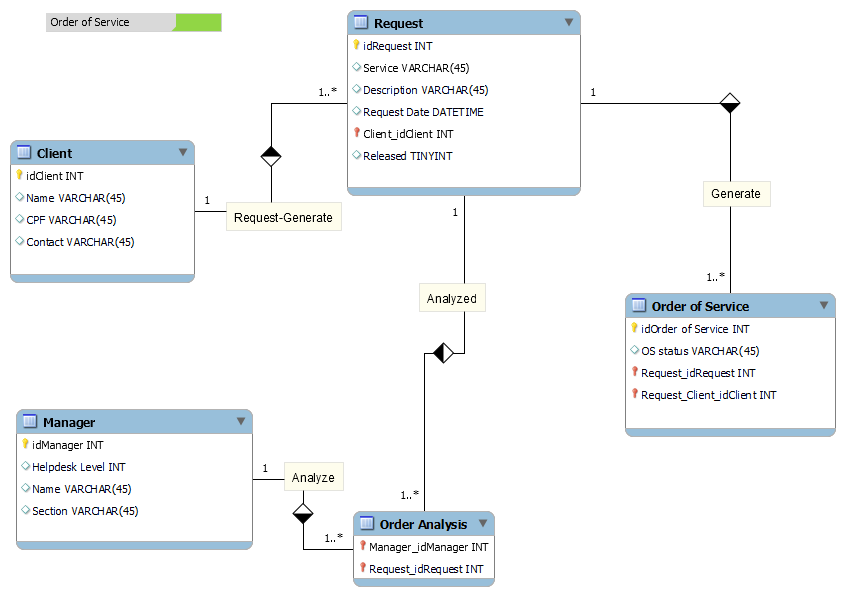 Order of Service
Request
idRequest INT
Service VARCHAR(45)
Description VARCHAR(45)
Request Date DATETIME
Client_idClient INT
Released TINYINT
1..*
1
Client
idClient INT
Name VARCHAR(45)
CPF VARCHAR(45)
Contact VARCHAR(45)
1
Request-Generate
Generate
1
Analyzed
1..*
Order of Service
idOrder of Service INT
OS status VARCHAR(45)
Request_idRequest INT
Request_Client_idClient INT
Manager
idManager INT
Helpdesk Level INT
Name VARCHAR(45)
Section VARCHAR(45)
1
Analyze
1..*
1..*
Order Analysis
Manager_idManager INT
Request_idRequest INT